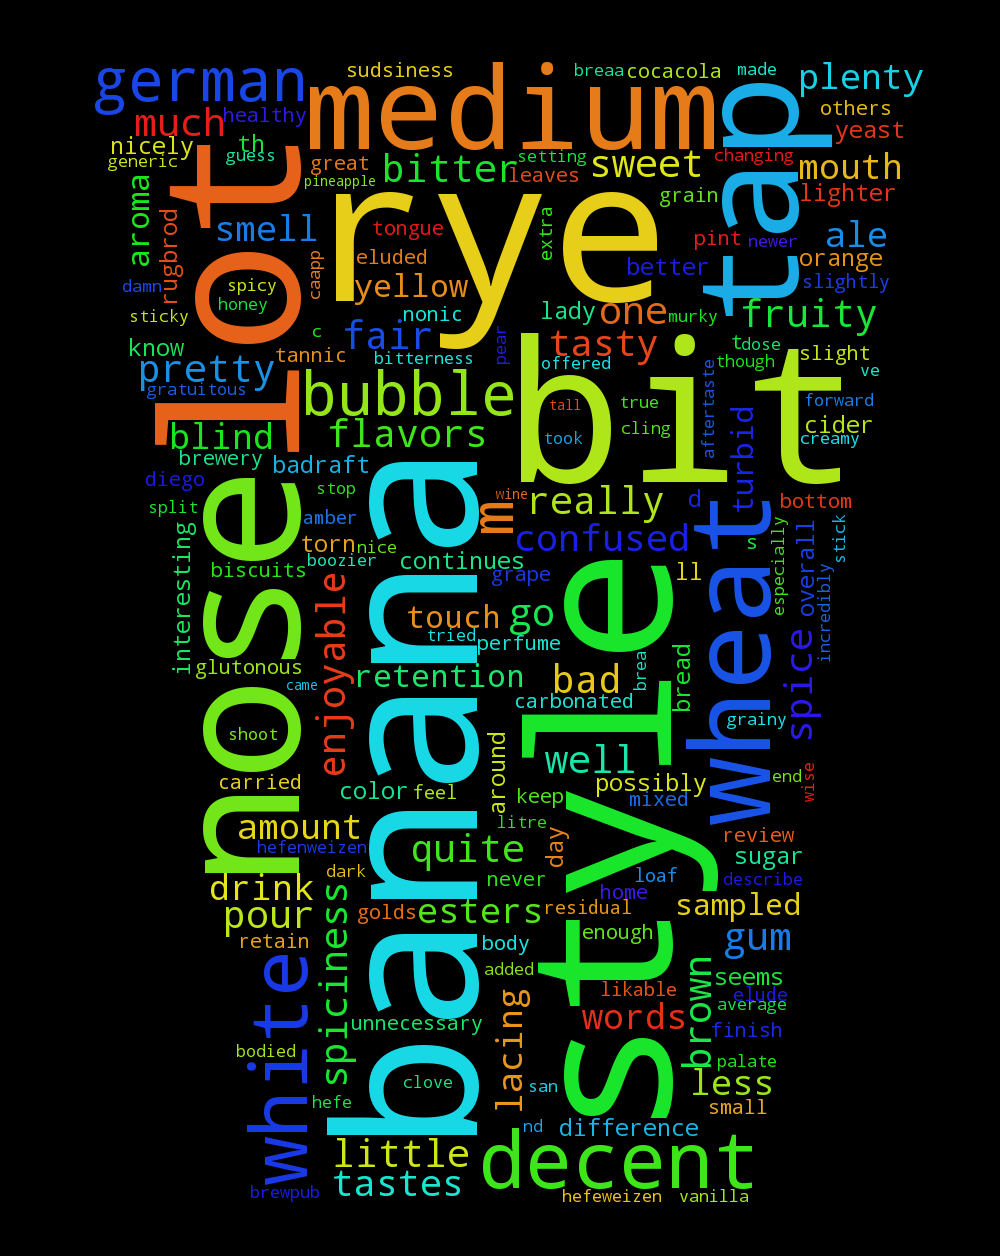 german
sudsiness
medium
breaa
cocacola
made
plenty
tap
others
much
healthy
yeast
nicely
th
guess
generic
lot
great
pineapple
bitter
setting
leaves
sweet
changing
mouth
rye
grain
lighter
aroma
rugbrod
smell
tongue
extra
pint
newer
ale
eluded
caapp
better
orange
damn
spicy
honey
yellow
slightly
sticky
nonic
lady
one
murky
fruity
know
c
fair
tannic
bitterness
pear
tasty
offered
t
dose
though
slight
ve
pretty
gratuitous
bubble
bit
tall
true
aftertaste
forward
blind
flavors
took
cling
turbid
cider
creamy
brewery
badraft
diego
stop
nose
banana
wine
m
really
d
wheat
bottom
split
amber
confused
s
especially
overall
stick
interesting
torn
nice
boozier
biscuits
continues
grape
style
ll
incredibly
enjoyable
touch
go
tried
perfume
spice
glutonous
came
retention
bad
brea
bread
carbonated
grainy
shoot
around
well
carried
color
feel
keep
possibly
mixed
end
wise
amount
litre
hefenweizen
quite
day
review
sugar
dark
never
loaf
describe
drink
home
pour
spiciness
golds
esters
residual
sampled
retain
body
enough
gum
white
added
brown
seems
lacing
likable
elude
average
unnecessary
words
finish
bodied
palate
clove
san
less
hefe
small
nd
difference
little
decent
tastes
brewpub
hefeweizen
vanilla